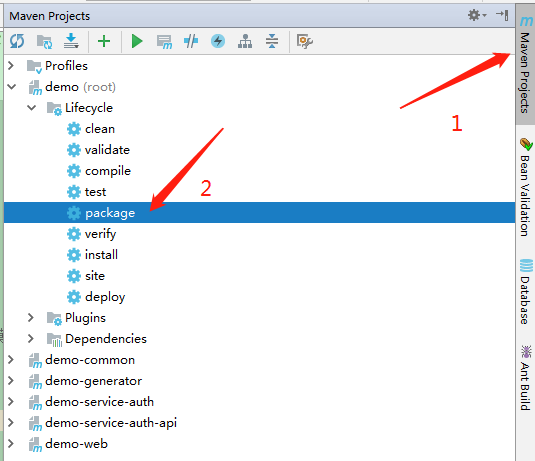 Maven Projects
Profiles
demo (root)
Lifecycle
clean
validate
compile
test
package
verify
install
site
deploy
Plugins
Dependencies
demo-common
demo-generator
demo-service-auth
demo-service-auth-api
demo-web
1
2
Maven Projects
Bean Validation
Database
Ant Build